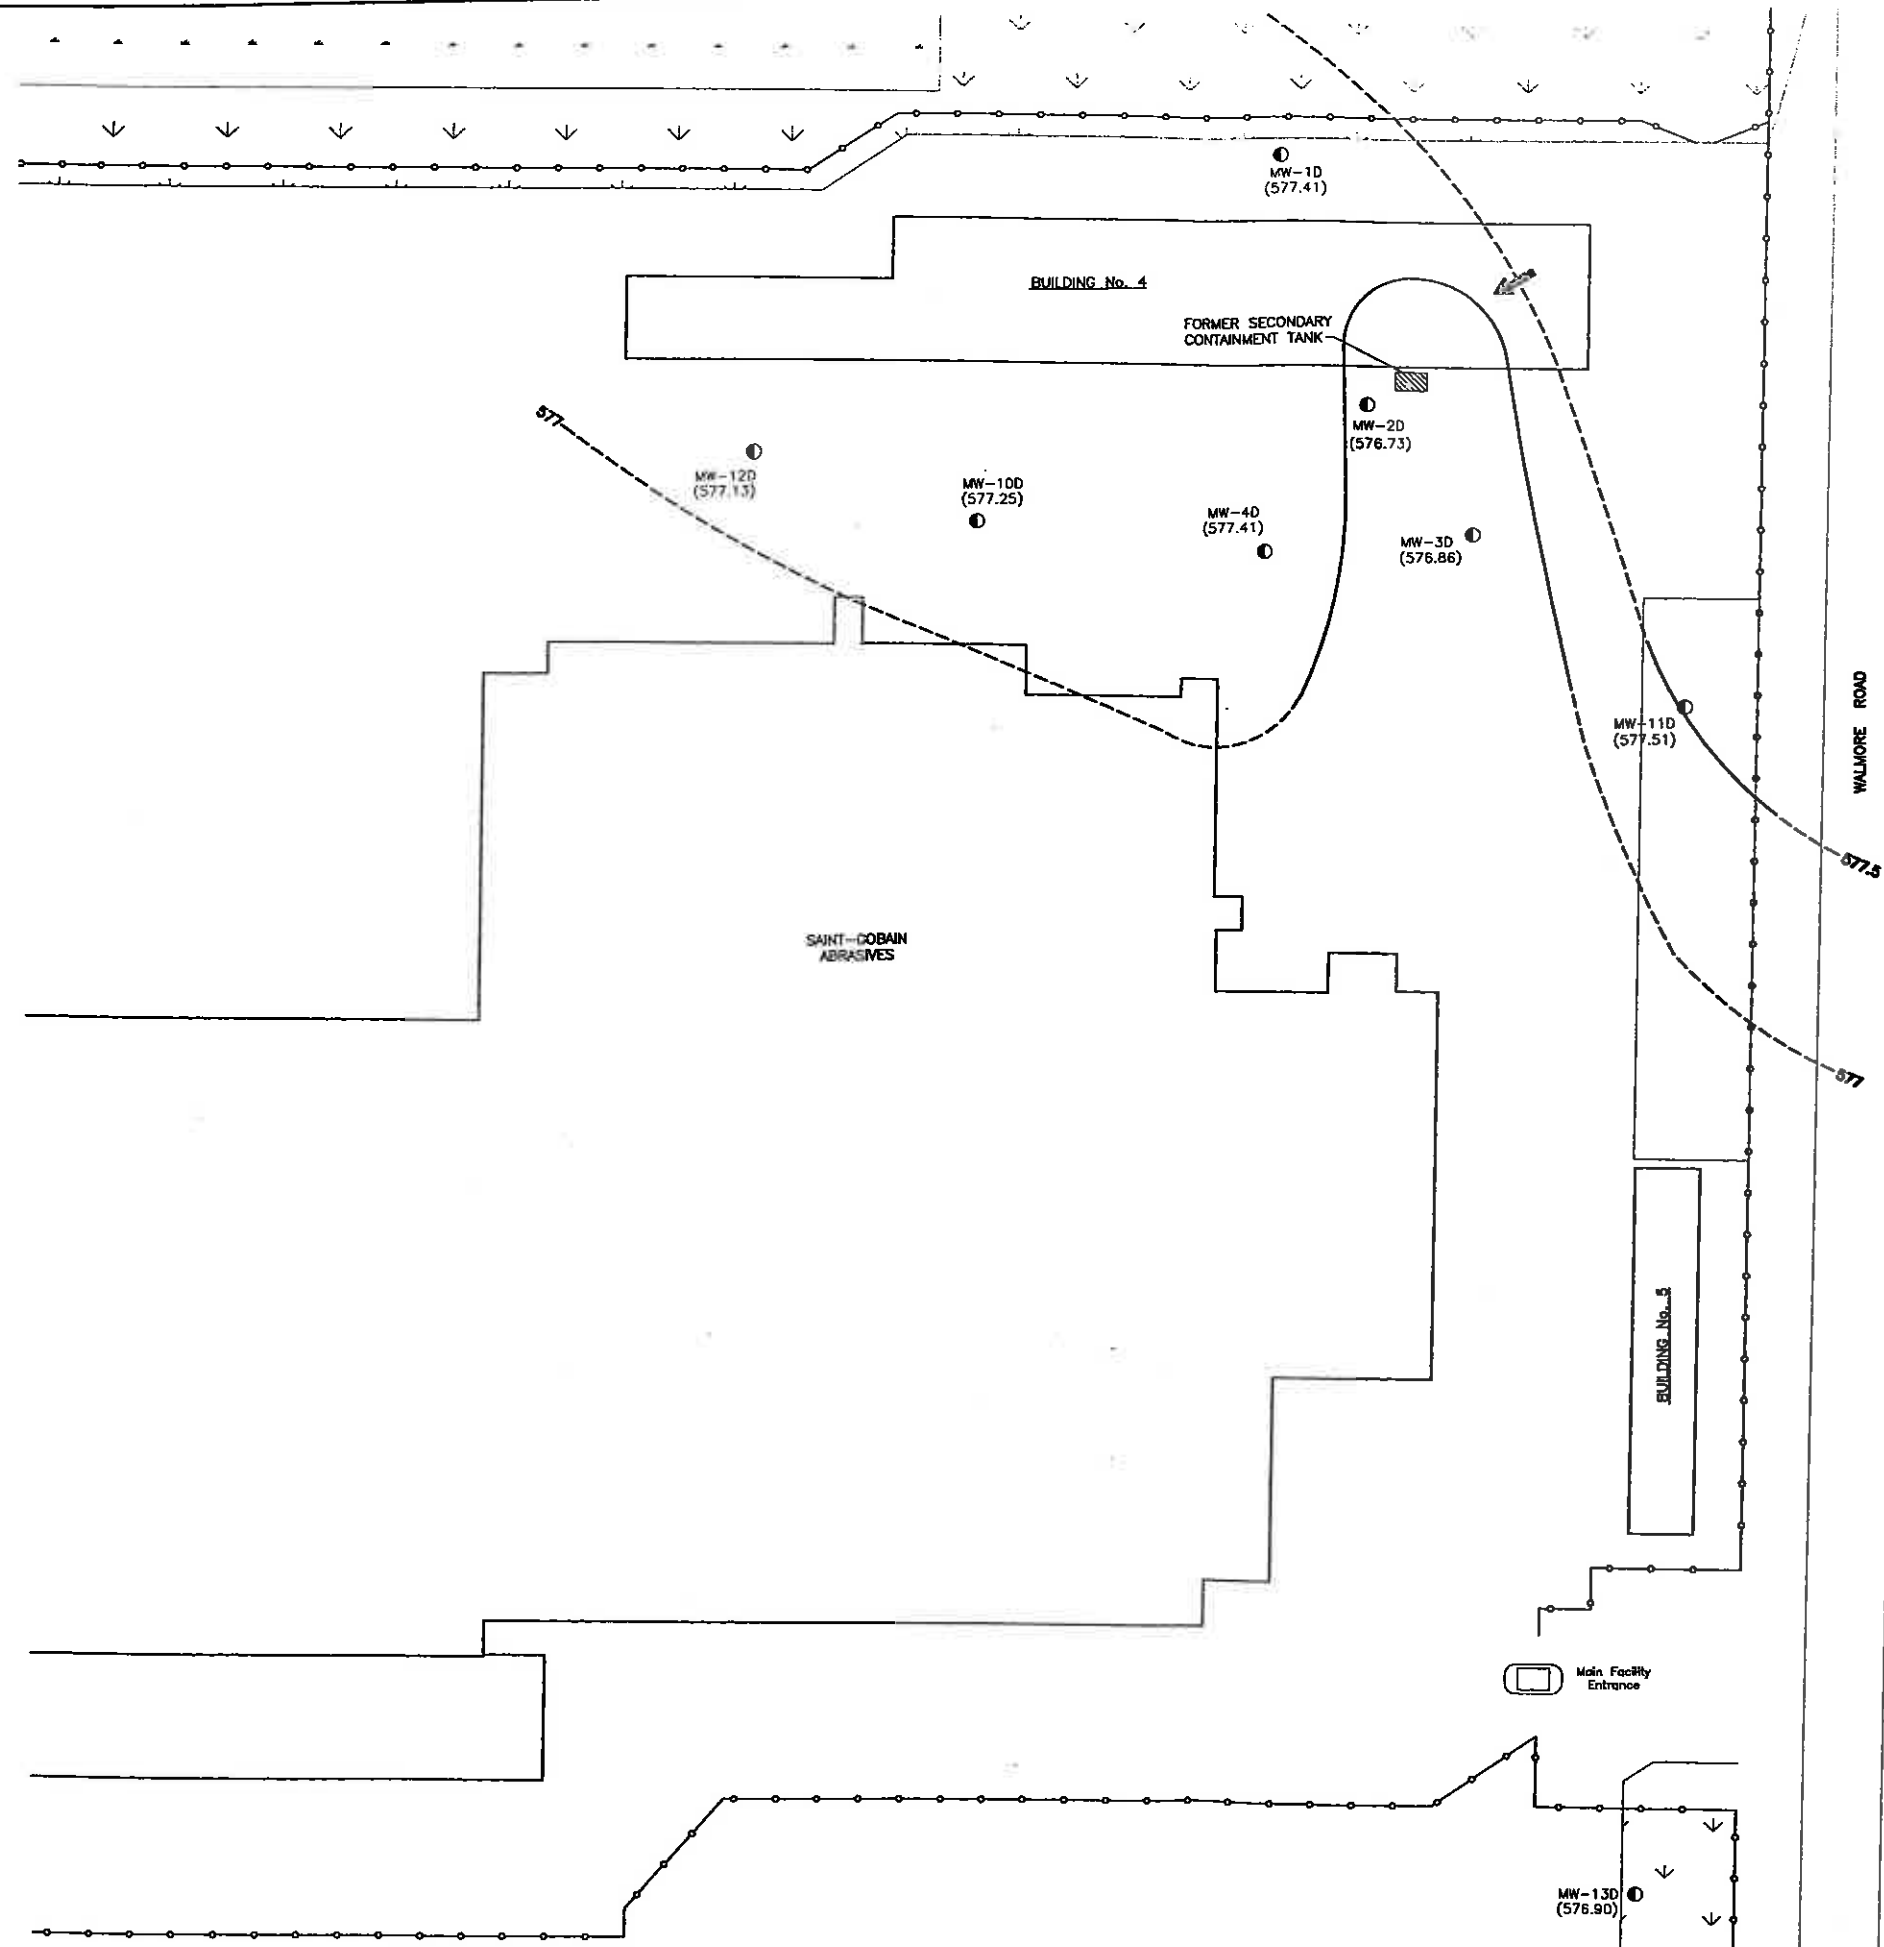 MW-1D
(577.41)
BUILDING No. 4
FORMER SECONDARY
CONTAINMENT TANK
577
MW-2D
(576.73)
MW-12D
(577.13)
MW-10D
(577.25)
MW-4D
(577.41)
MW-3D
(576.86)
WALMORE ROAD
MW-11D
(577.51)
577.5
SAINT-GOBAIN
ABRASIVES
577
BUILDING No. 5
Main Facility
Entrance
MW-13D
(576.90)